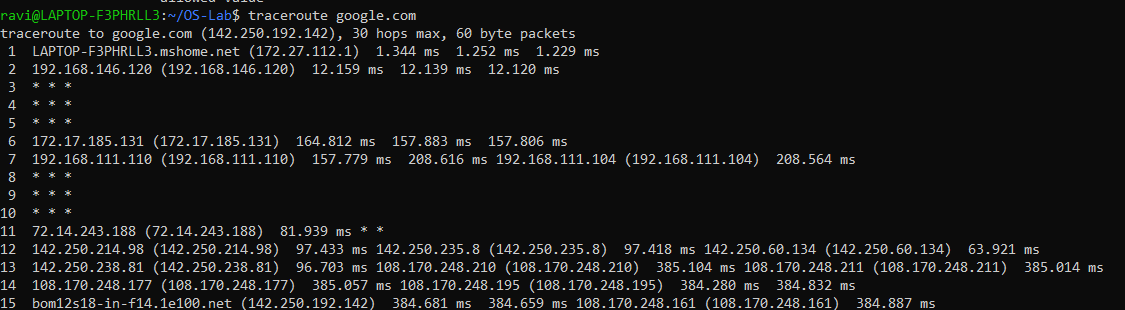 allowed value
ravi@LAPTOP-F3PHRLL3:~/OS-Lab$ traceroute google.com
traceroute to google.com (142.250.192.142), 30 hops max, 60 byte packets
 1  LAPTOP-F3PHRLL3.mshome.net (172.27.112.1)  1.344 ms  1.252 ms  1.229 ms
 2  192.168.146.120 (192.168.146.120)  12.159 ms  12.139 ms  12.120 ms
 3  * * *
 4  * * *
 5  * * *
 6  172.17.185.131 (172.17.185.131)  164.812 ms  157.883 ms  157.806 ms
 7  192.168.111.110 (192.168.111.110)  157.779 ms  208.616 ms 192.168.111.104 (192.168.111.104)  208.564 ms
 8  * * *
 9  * * *
10  * * *
11  72.14.243.188 (72.14.243.188)  81.939 ms * *
12  142.250.214.98 (142.250.214.98)  97.433 ms 142.250.235.8 (142.250.235.8)  97.418 ms 142.250.60.134 (142.250.60.134)  63.921 ms
13  142.250.238.81 (142.250.238.81)  96.703 ms 108.170.248.210 (108.170.248.210)  385.104 ms 108.170.248.211 (108.170.248.211)  385.014 ms
14  108.170.248.177 (108.170.248.177)  385.057 ms 108.170.248.195 (108.170.248.195)  384.280 ms  384.832 ms
15  bom12s18-in-f14.1e100.net (142.250.192.142)  384.681 ms  384.659 ms 108.170.248.161 (108.170.248.161)  384.887 ms